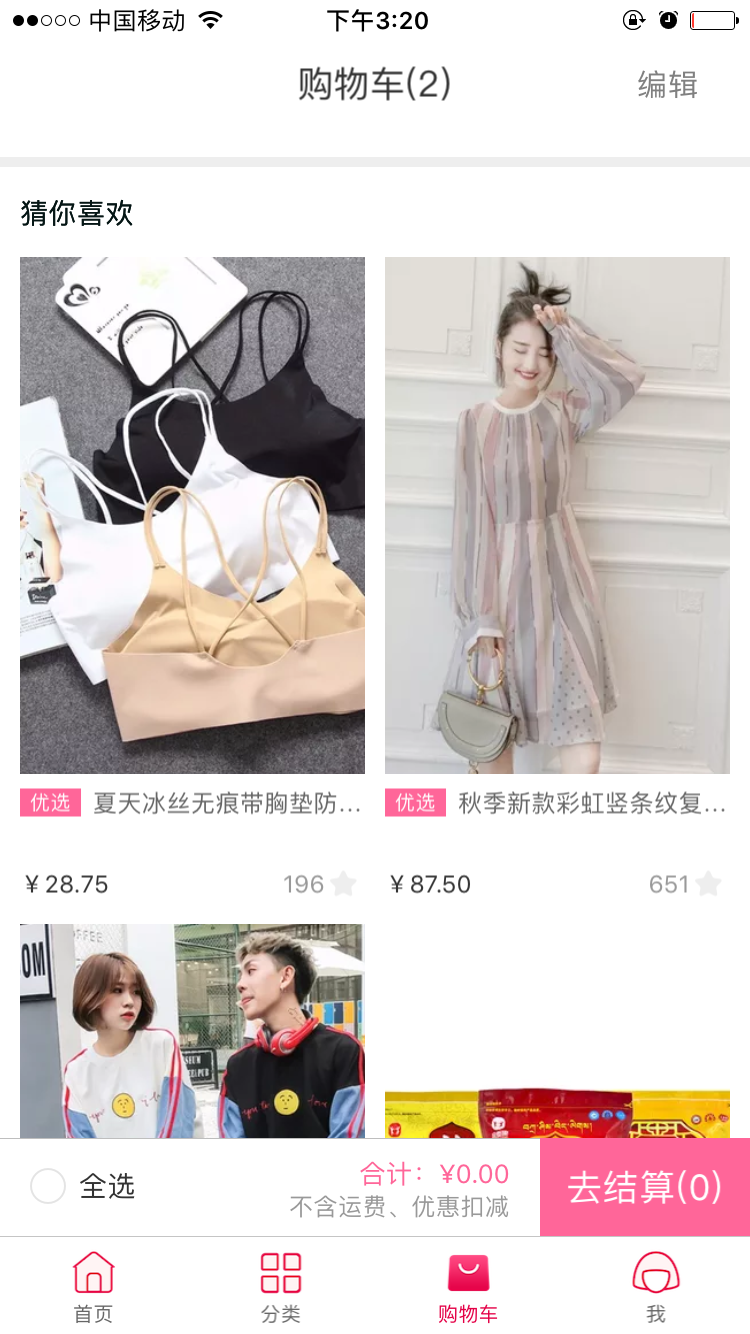 中国移动
下午3:20
购物车(2)
编辑
猜你喜欢
优选 夏天冰丝无痕带胸垫防...
¥ 28.75
196
优选 秋季新款彩虹竖条纹复...
¥ 87.50
651
全选
合计：¥0.00
不含运费、优惠扣减
去结算(0)
首页
分类
购物车
我